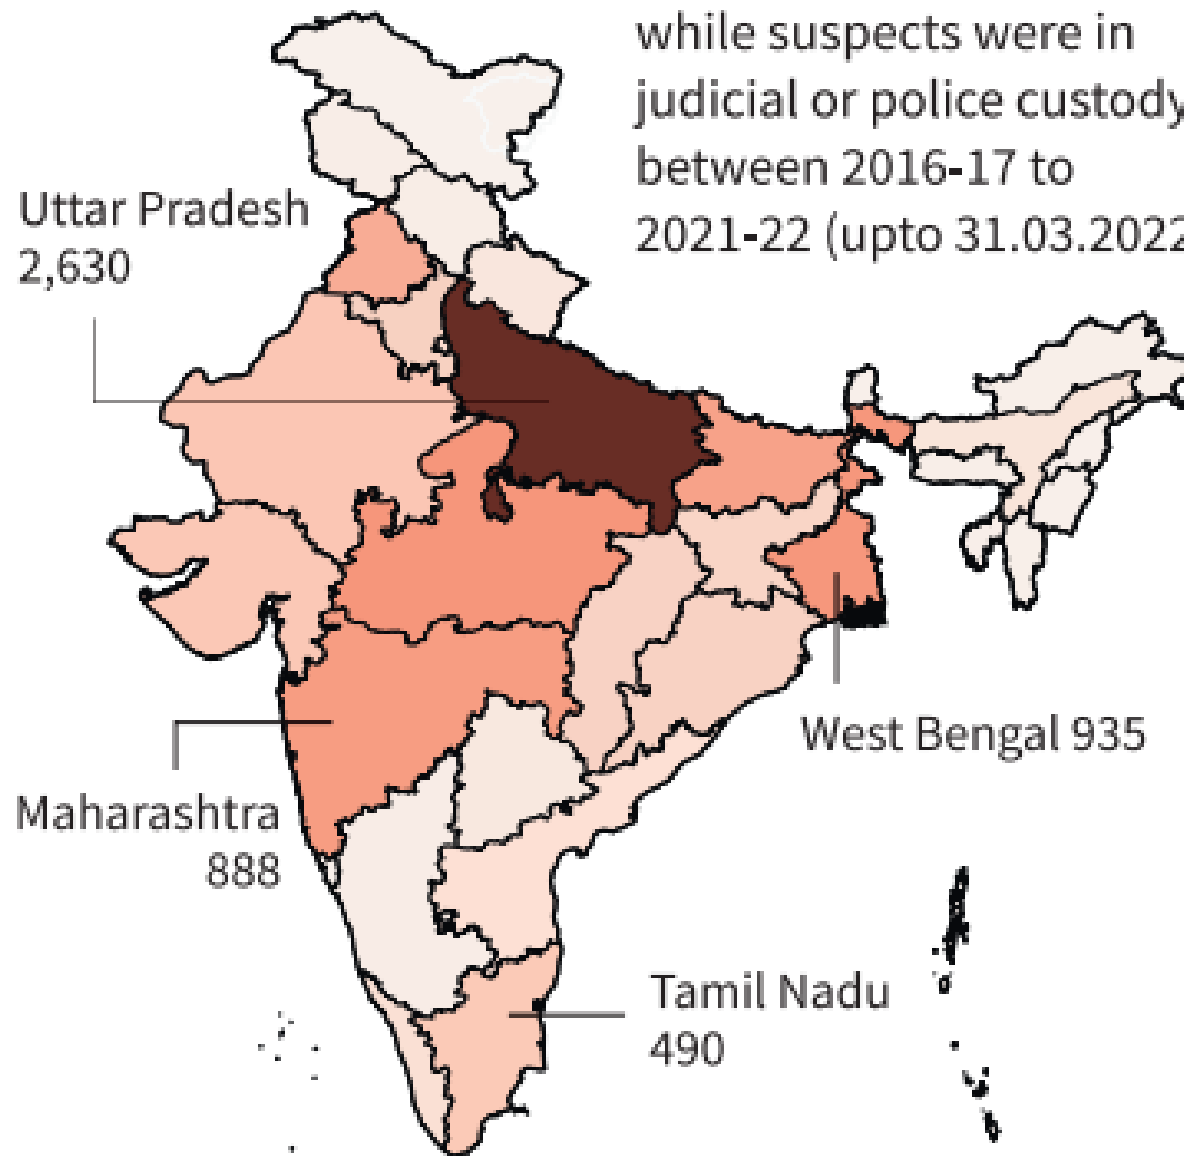 while suspects were in
judicial or police custody
between 2016-17 to
2021-22 (upto 31.03.2022
Uttar Pradesh
2,630
West Bengal 935
Maharashtra
888
Tamil Nadu
490